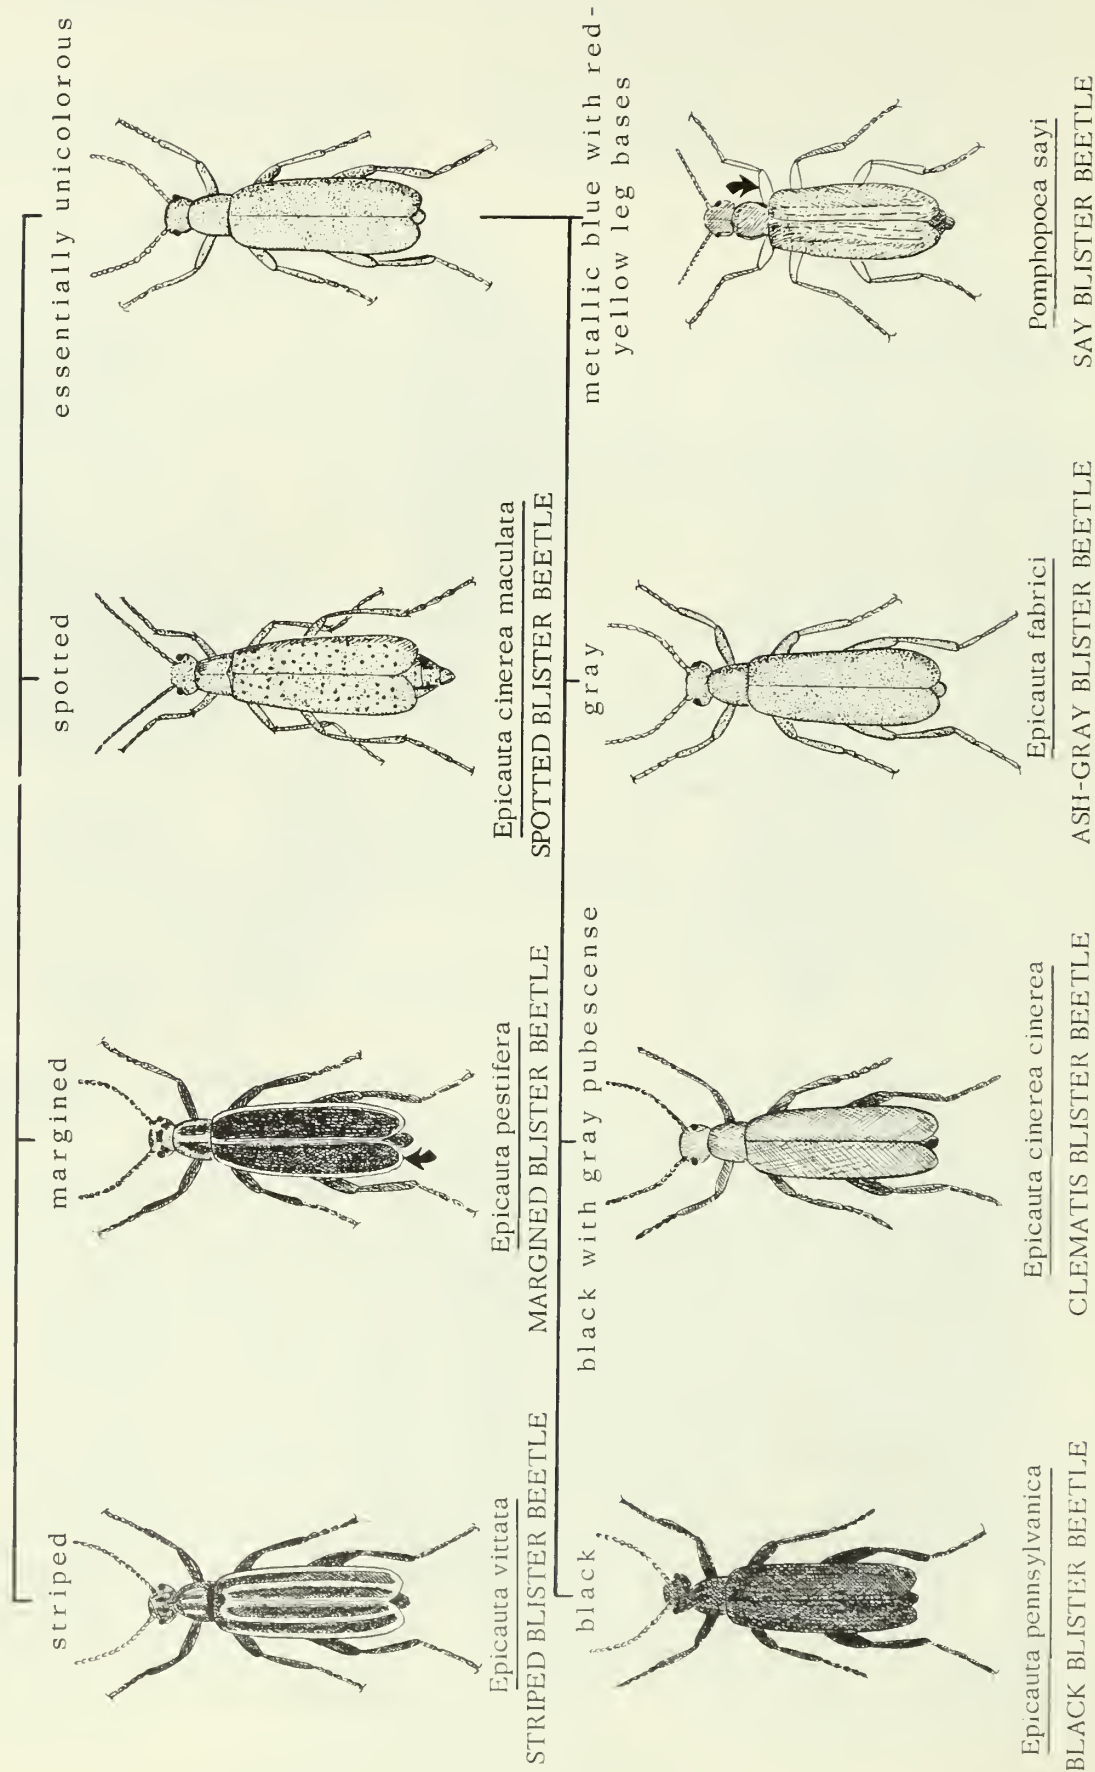 striped
margined
spotted
essentially unicolorous
Epicauta vittata
STRIPED BLISTER BEETLE
Epicauta pestifera
MARGINED BLISTER BEETLE
Epicauta cinerea maculata
SPOTTED BLISTER BEETLE
black
black with gray pubescense
gray
metallic blue with red-
yellow leg bases
Epicauta pennsylvanica
BLACK BLISTER BEETLE
Epicauta cinerea cinerea
CLEMATIS BLISTER BEETLE
Epicauta fabrici
ASH-GRAY BLISTER BEETLE
Pomphopoea sayi
SAY BLISTER BEETLE